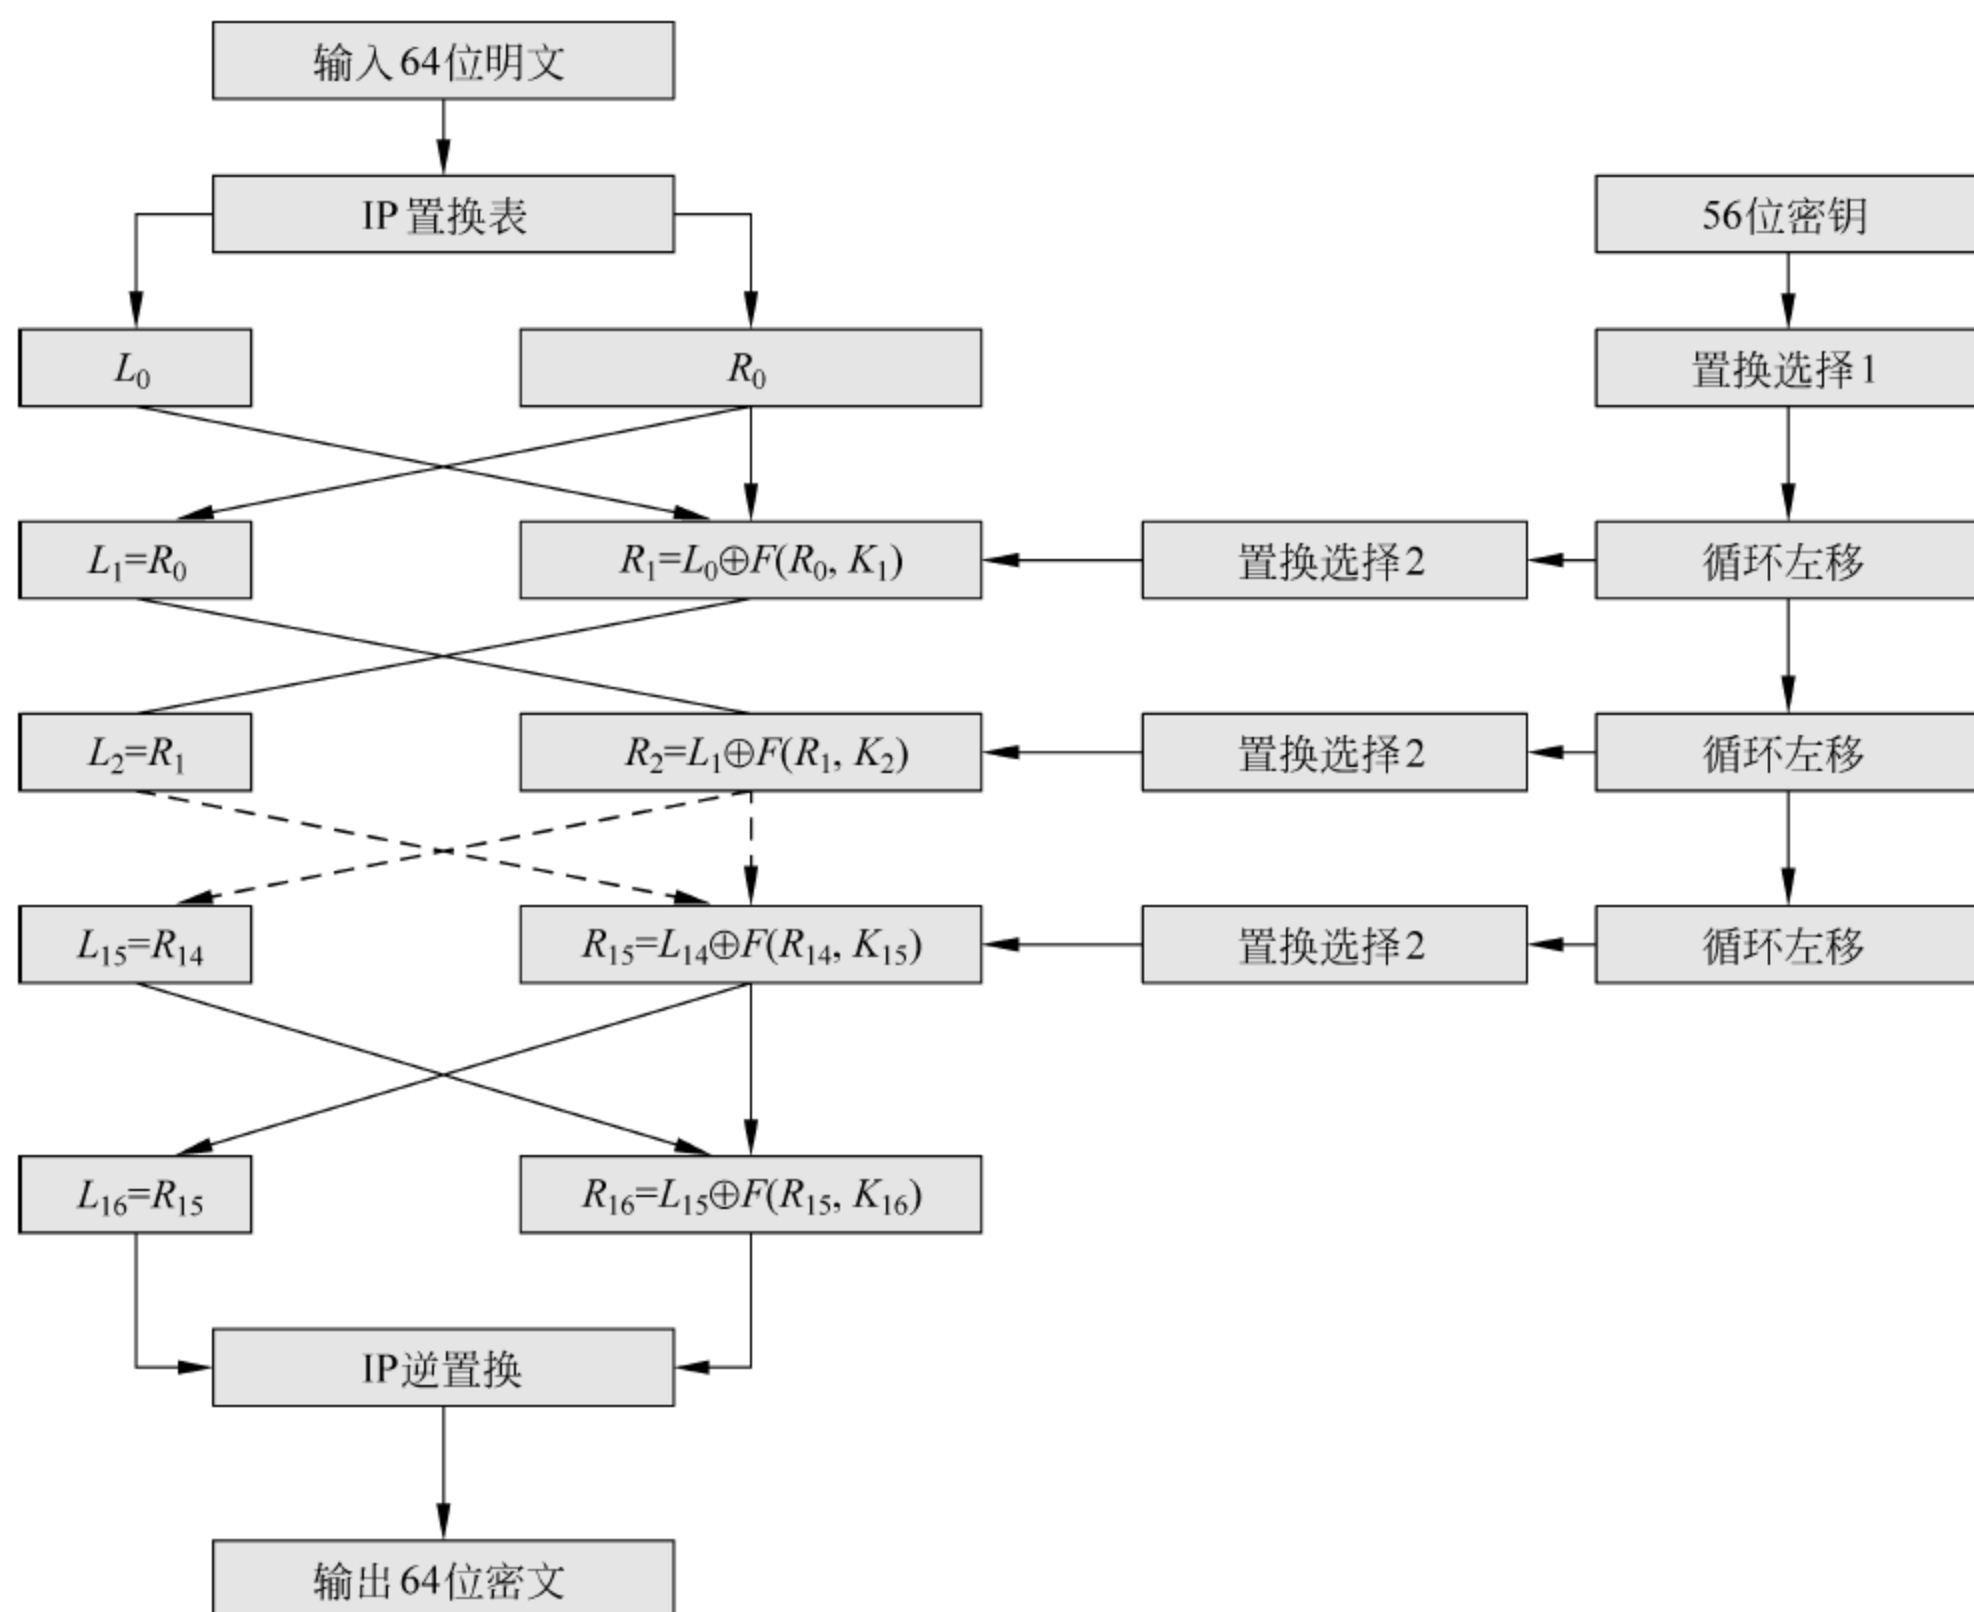 输入64位明文
IP置换表
56位密钥
L₀
R₀
置换选择1
L₁=R₀
R₁=L₀⊕F(R₀, K₁)
置换选择2
循环左移
L₂=R₁
R₂=L₁⊕F(R₁, K₂)
置换选择2
循环左移
L₁₅=R₁₄
R₁₅=L₁₄⊕F(R₁₄, K₁₅)
置换选择2
循环左移
L₁₆=R₁₅
R₁₆=L₁₅⊕F(R₁₅, K₁₆)
IP逆置换
输出64位密文